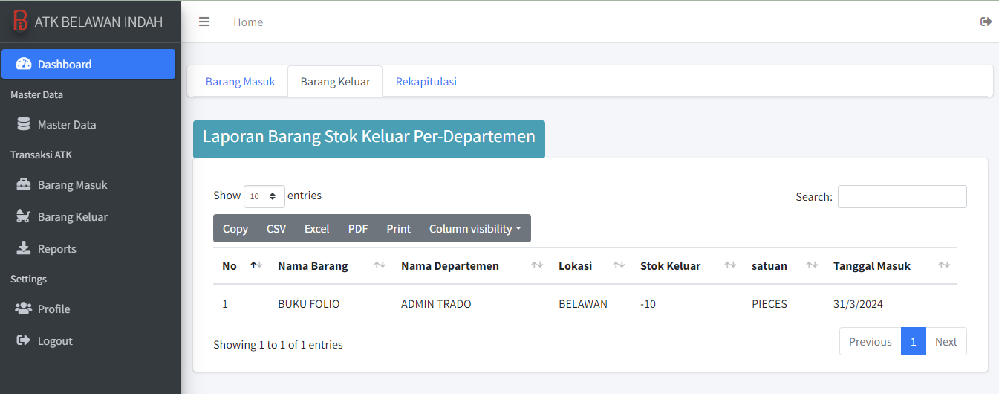 ATK BELAWAN INDAH
Home
Dashboard
Master Data
Master Data
Transaksi ATK
Barang Masuk
Barang Keluar
Reports
Settings
Profile
Logout
Barang Masuk Barang Keluar Rekapitulasi
Laporan Barang Stok Keluar Per-Departemen
Show 10 entries Search:
Copy CSV Excel PDF Print Column visibility
No Nama Barang Nama Departemen Lokasi Stok Keluar satuan Tanggal Masuk
1 BUKU FOLIO ADMIN TRADO BELAWAN -10 PIECES 31/3/2024
Showing 1 to 1 of 1 entries Previous 1 Next